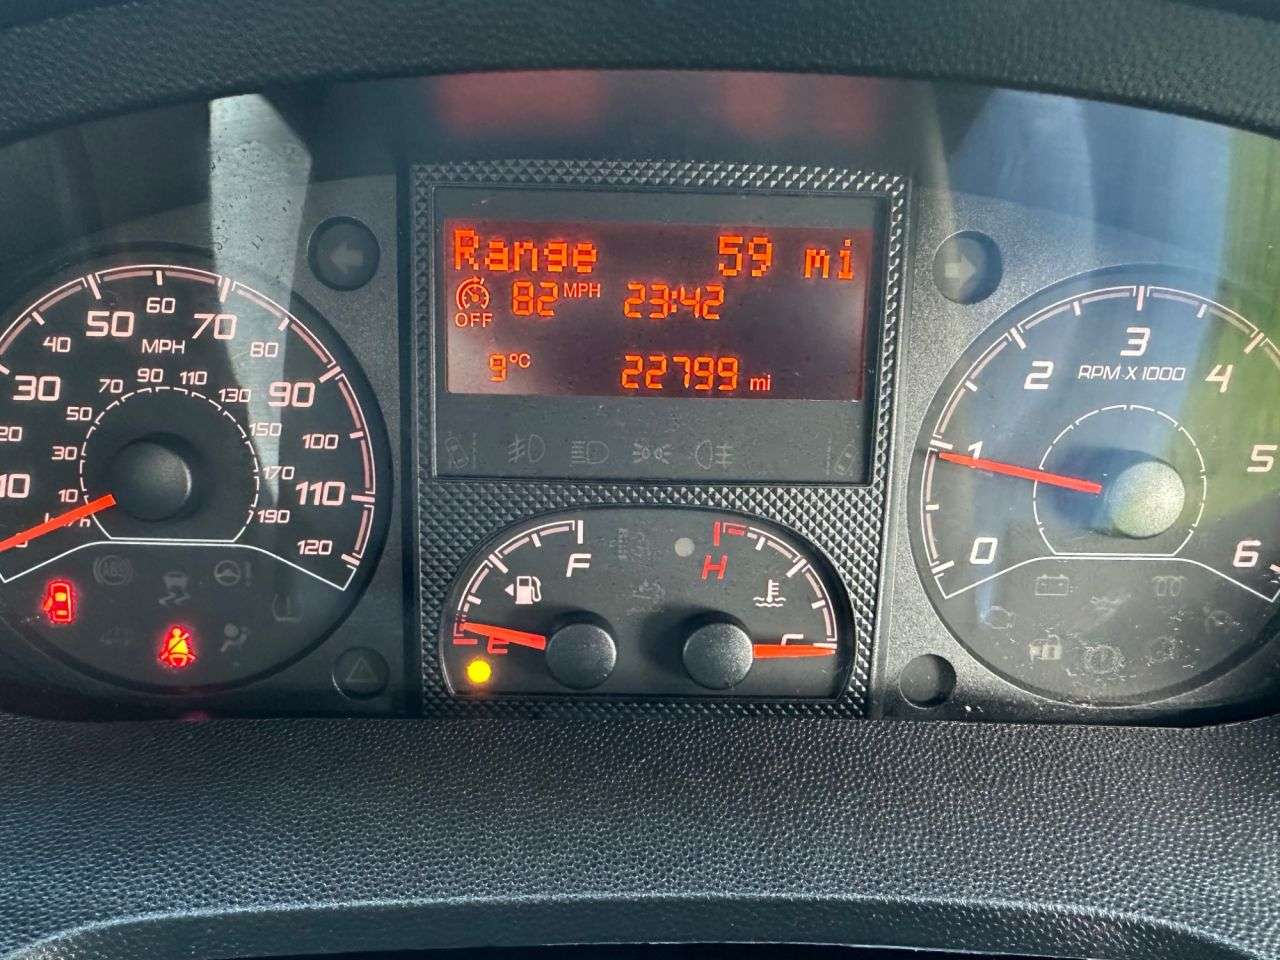 Range 59 mi
OFF 82 MPH 23:42
9°C 22799 mi
10 20 30 40 50 60 70 80 90 100 110 120
MPH
10 30 50 70 90 110 130 150 170 190
km/h
0 1 2 3 4 5 6
RPM X 1000
F
E
H
C
ABS